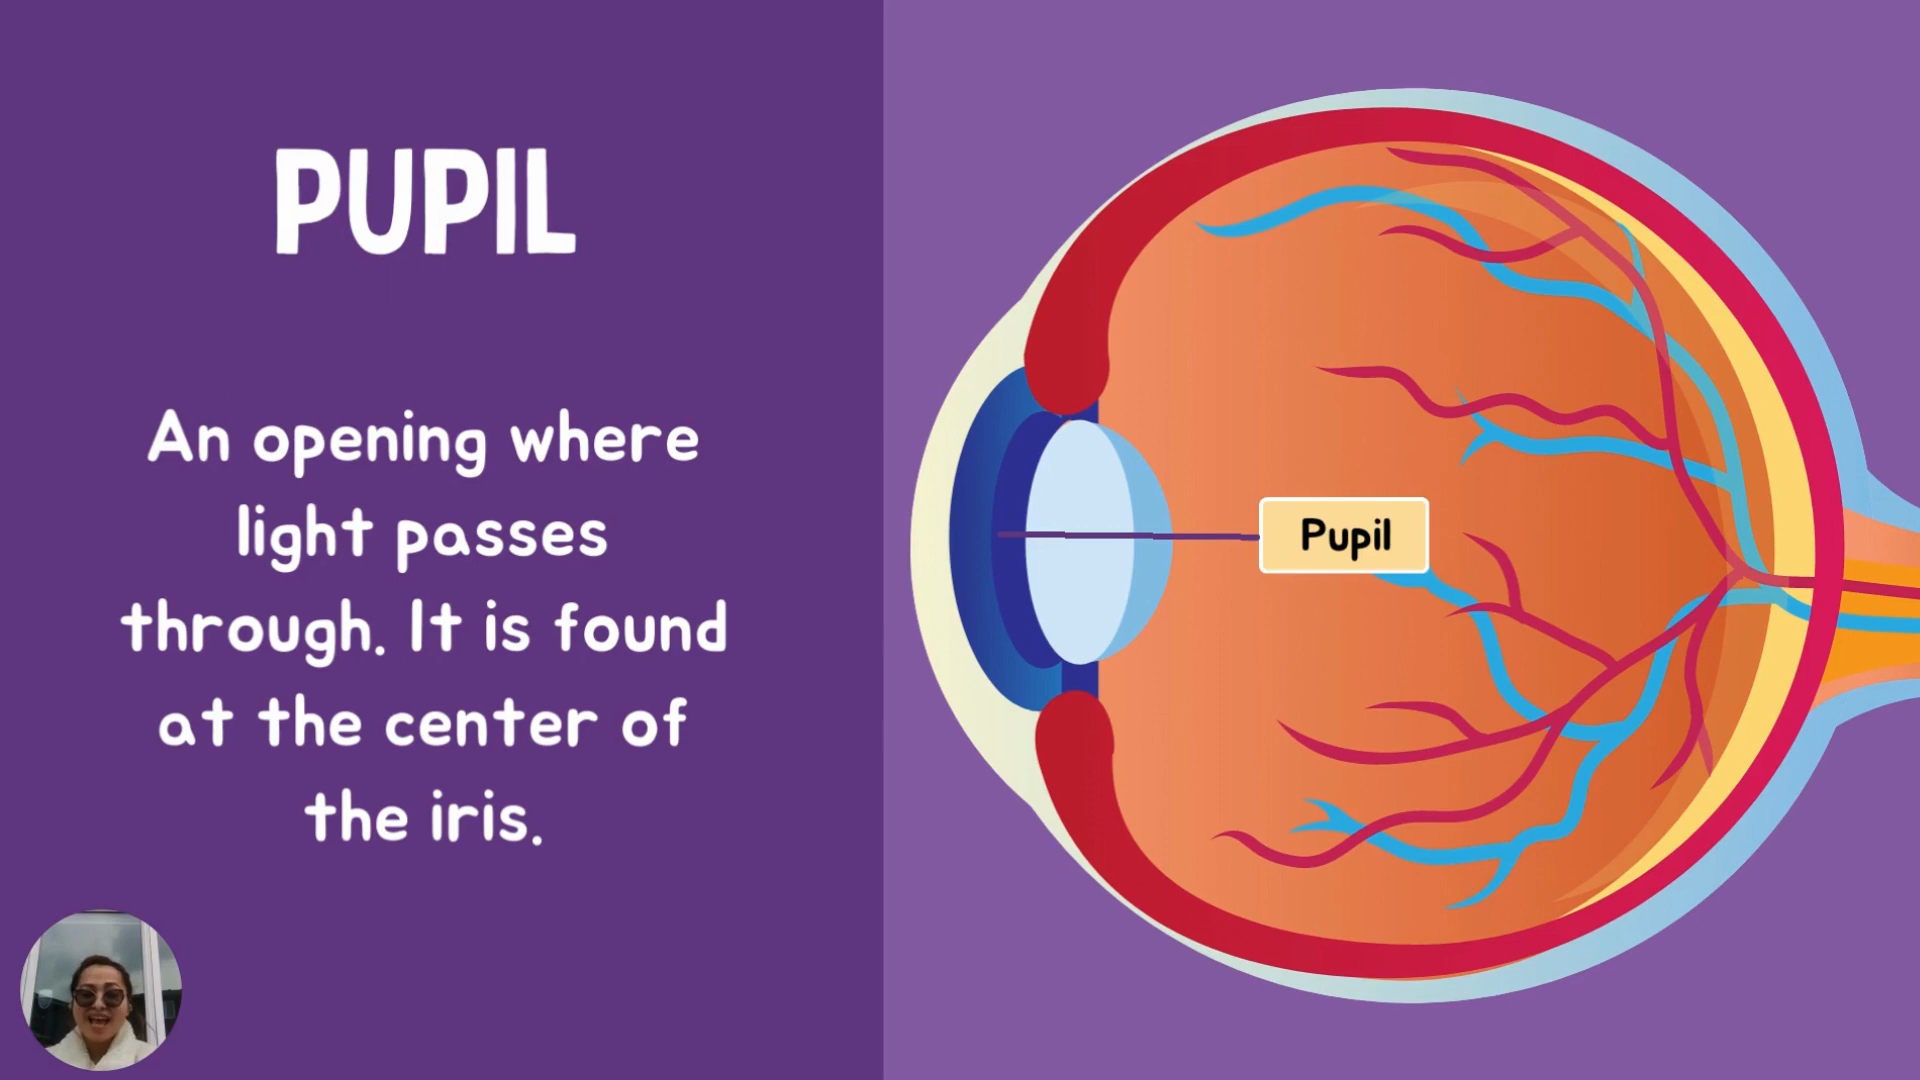 PUPIL
An opening where
light passes
through. It is found
at the center of
the iris.
Pupil